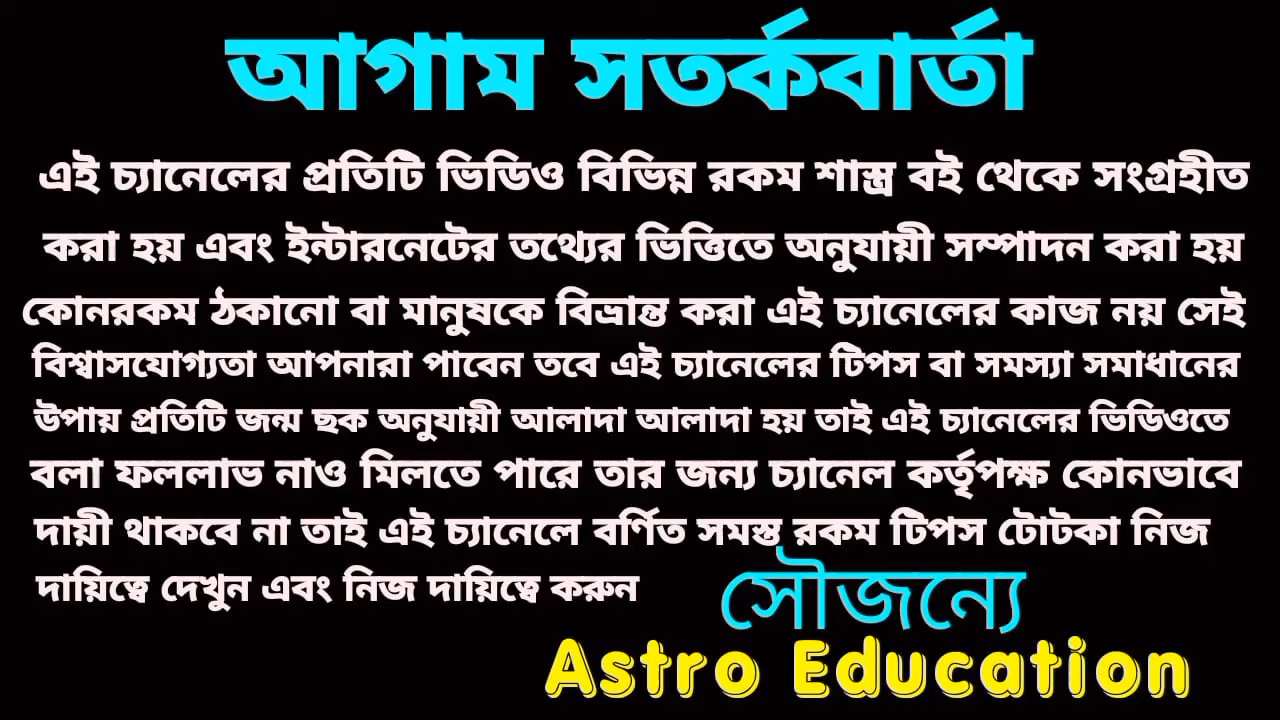 আগাম সতর্কবার্তা
এই চ্যানেলের প্রতিটি ভিডিও বিভিন্ন রকম শাস্ত্র বই থেকে সংগ্রহীত
করা হয় এবং ইন্টারনেটের তথ্যের ভিত্তিতে অনুযায়ী সম্পাদন করা হয়
কোনরকম ঠকানো বা মানুষকে বিভ্রান্ত করা এই চ্যানেলের কাজ নয় সেই
বিশ্বাসযোগ্যতা আপনারা পাবেন তবে এই চ্যানেলের টিপস বা সমস্যা সমাধানের
উপায় প্রতিটি জন্ম ছক অনুযায়ী আলাদা আলাদা হয় তাই এই চ্যানেলের ভিডিওতে
বলা ফললাভ নাও মিলতে পারে তার জন্য চ্যানেল কর্তৃপক্ষ কোনভাবে
দায়ী থাকবে না তাই এই চ্যানেলে বর্ণিত সমস্ত রকম টিপস টোটকা নিজ
দায়িত্বে দেখুন এবং নিজ দায়িত্বে করুন
সৌজন্যে
Astro Education